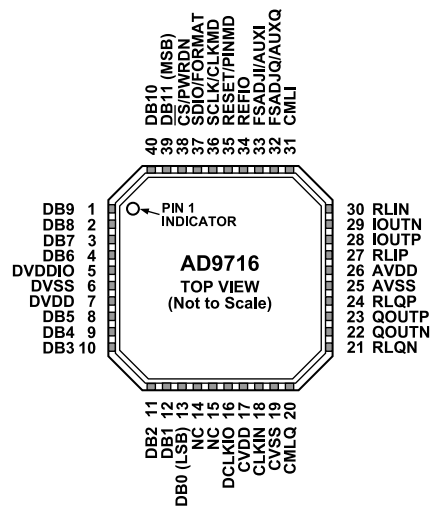 40 DB10
39 DB11 (MSB)
38 CS/PWRDN
37 SDIO/FORMAT
36 SCLK/CLKMD
35 RESET/PINMD
34 REFIO
33 FSADJI/AUXI
32 FSADJQ/AUXQ
31 CMLI
DB9 1
DB8 2
DB7 3
DB6 4
DVDDIO 5
DVSS 6
DVDD 7
DB5 8
DB4 9
DB3 10
PIN 1
INDICATOR
AD9716
TOP VIEW
(Not to Scale)
30 RLIN
29 IOUTN
28 IOUTP
27 RLIP
26 AVDD
25 AVSS
24 RLQP
23 QOUTP
22 QOUTN
21 RLQN
DB2 11
DB1 12
DB0 (LSB) 13
NC 14
NC 15
DCLKIO 16
CVDD 17
CLKIN 18
CVSS 19
CMLQ 20